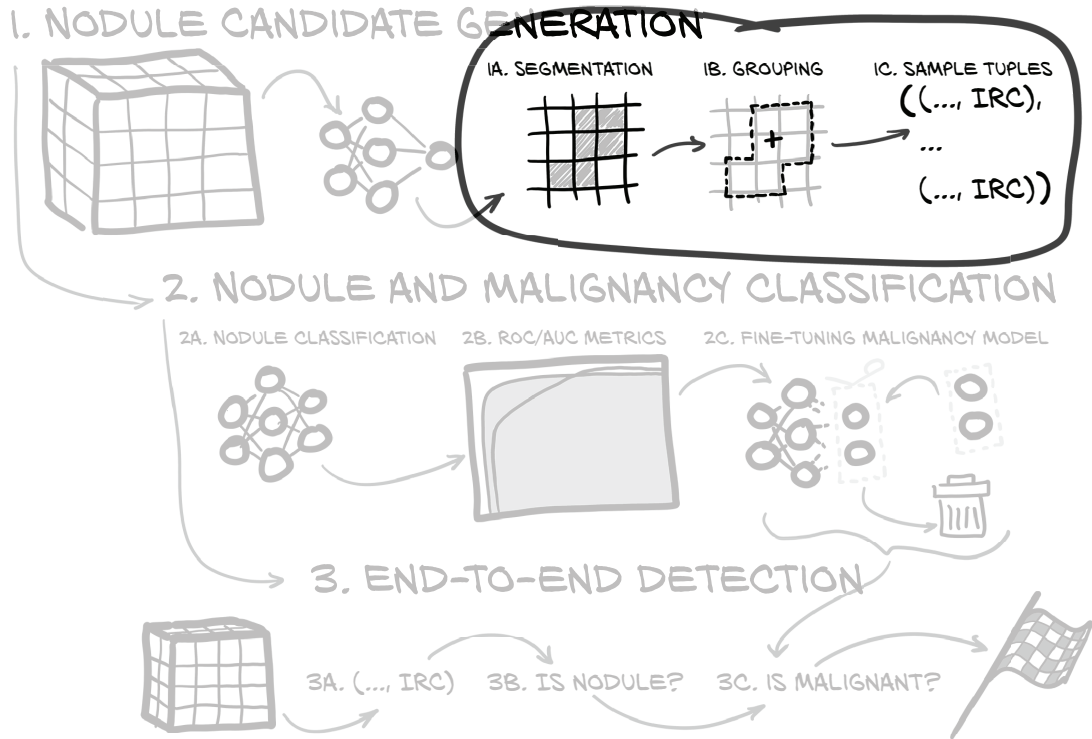 1. NODULE CANDIDATE GENERATION
1A. SEGMENTATION 1B. GROUPING 1C. SAMPLE TUPLES
((..., IRC),
...
(..., IRC))
2. NODULE AND MALIGNANCY CLASSIFICATION
2A. NODULE CLASSIFICATION 2B. ROC/AUC METRICS 2C. FINE-TUNING MALIGNANCY MODEL
3. END-TO-END DETECTION
3A. (..., IRC) 3B. IS NODULE? 3C. IS MALIGNANT?